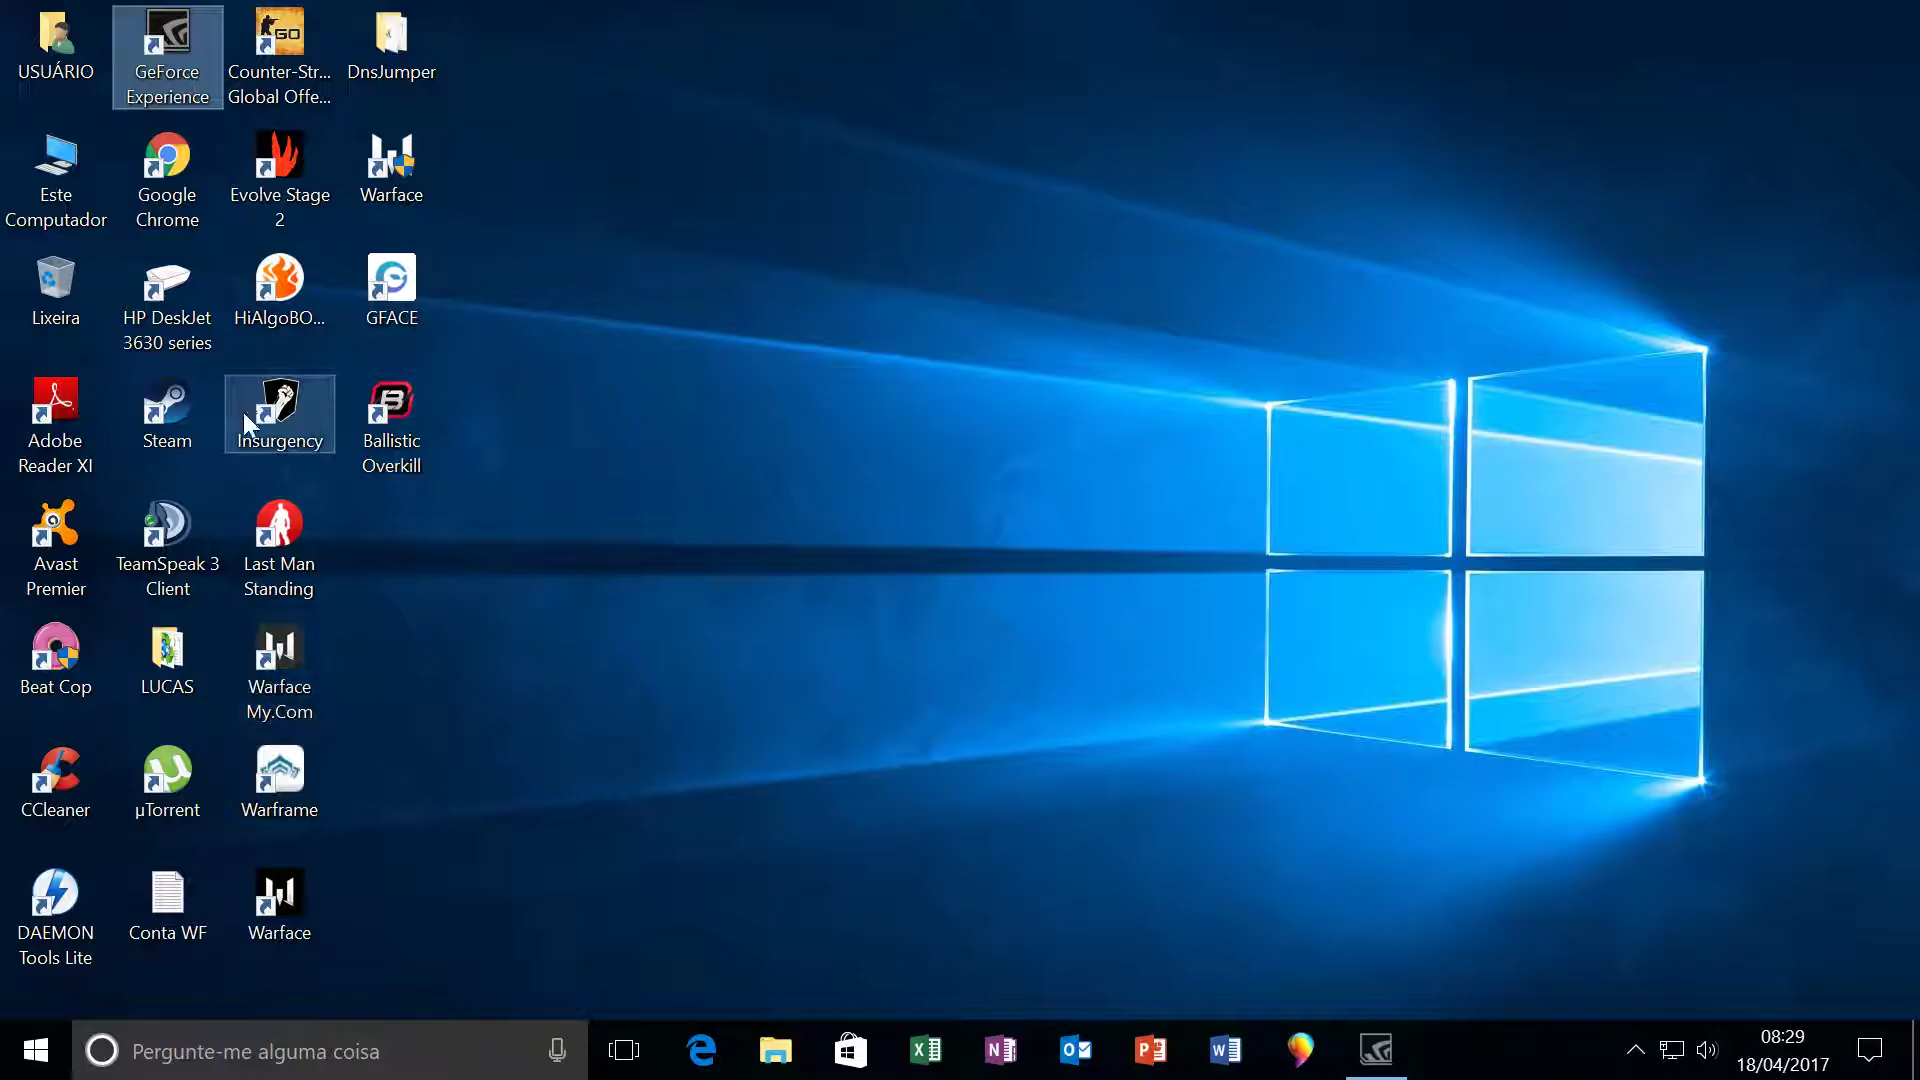 USUÁRIO
GeForce
Experience
Counter-Str...
Global Offe...
DnsJumper
Este
Computador
Google
Chrome
Evolve Stage
2
Warface
Lixeira
HP DeskJet
3630 series
HiAlgoBO...
GFACE
Adobe
Reader XI
Steam
Insurgency
Ballistic
Overkill
Avast
Premier
TeamSpeak 3
Client
Last Man
Standing
Beat Cop
LUCAS
Warface
My.Com
CCleaner
µTorrent
Warframe
DAEMON
Tools Lite
Conta WF
Warface
Pergunte-me alguma coisa
08:29
18/04/2017